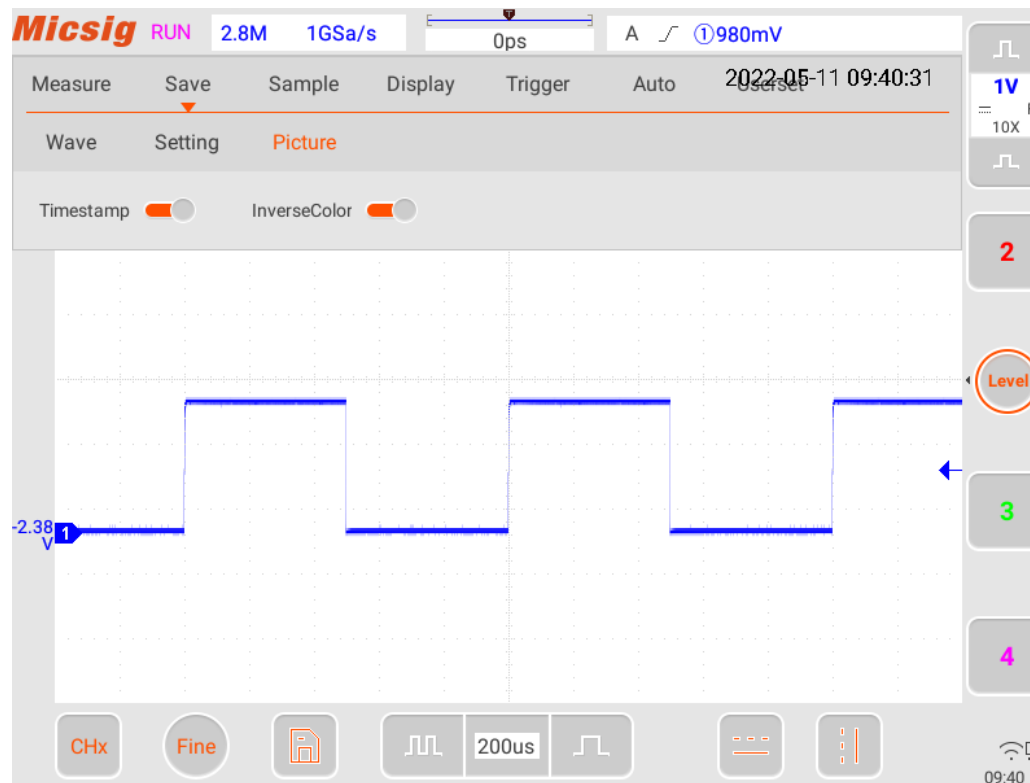 Micsig RUN 2.8M 1GSa/s 0ps A ①980mV
Measure Save Sample Display Trigger Auto Userset 2022-05-11 09:40:31
Wave Setting Picture
Timestamp InverseColor
1V
10X
2
Level
-2.38
V
1
3
4
CHx Fine 200us
09:40